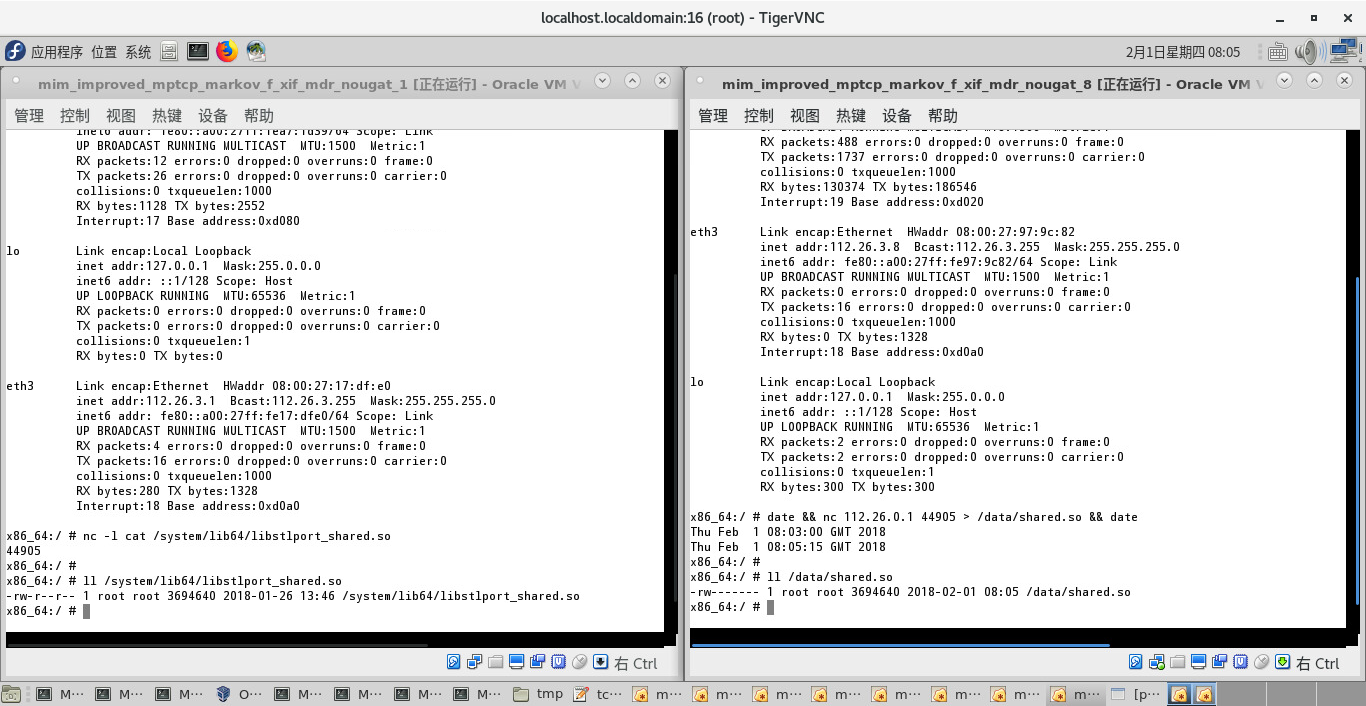 localhost.localdomain:16 (root) - TigerVNC
应用程序 位置 系统
2月1日星期四 08:05
mim_improved_mptcp_markov_f_xif_mdr_nougat_1 [正在运行] - Oracle VM V
管理 控制 视图 热键 设备 帮助
inet6 addr: fe80::a00:27ff:fea7:fd39/64 Scope: Link
UP BROADCAST RUNNING MULTICAST  MTU:1500  Metric:1
RX packets:12 errors:0 dropped:0 overruns:0 frame:0
TX packets:26 errors:0 dropped:0 overruns:0 carrier:0
collisions:0 txqueuelen:1000
RX bytes:1128 TX bytes:2552
Interrupt:17 Base address:0xd080
lo Link encap:Local Loopback
inet addr:127.0.0.1  Mask:255.0.0.0
inet6 addr: ::1/128 Scope: Host
UP LOOPBACK RUNNING  MTU:65536  Metric:1
RX packets:0 errors:0 dropped:0 overruns:0 frame:0
TX packets:0 errors:0 dropped:0 overruns:0 carrier:0
collisions:0 txqueuelen:1
RX bytes:0 TX bytes:0
eth3 Link encap:Ethernet  HWaddr 08:00:27:17:df:e0
inet addr:112.26.3.1  Bcast:112.26.3.255  Mask:255.255.255.0
inet6 addr: fe80::a00:27ff:fe17:dfe0/64 Scope: Link
UP BROADCAST RUNNING MULTICAST  MTU:1500  Metric:1
RX packets:4 errors:0 dropped:0 overruns:0 frame:0
TX packets:16 errors:0 dropped:0 overruns:0 carrier:0
collisions:0 txqueuelen:1000
RX bytes:280 TX bytes:1328
Interrupt:18 Base address:0xd0a0
x86_64:/ # nc -l cat /system/lib64/libstlport_shared.so
44905
x86_64:/ #
x86_64:/ # ll /system/lib64/libstlport_shared.so
-rw-r--r-- 1 root root 3694640 2018-01-26 13:46 /system/lib64/libstlport_shared.so
x86_64:/ #
右 Ctrl
mim_improved_mptcp_markov_f_xif_mdr_nougat_8 [正在运行] - Oracle VM V
管理 控制 视图 热键 设备 帮助
UP BROADCAST RUNNING MULTICAST  MTU:1500  Metric:1
RX packets:488 errors:0 dropped:0 overruns:0 frame:0
TX packets:1737 errors:0 dropped:0 overruns:0 carrier:0
collisions:0 txqueuelen:1000
RX bytes:130374 TX bytes:186546
Interrupt:19 Base address:0xd020
eth3 Link encap:Ethernet  HWaddr 08:00:27:97:9c:82
inet addr:112.26.3.8  Bcast:112.26.3.255  Mask:255.255.255.0
inet6 addr: fe80::a00:27ff:fe97:9c82/64 Scope: Link
UP BROADCAST RUNNING MULTICAST  MTU:1500  Metric:1
RX packets:0 errors:0 dropped:0 overruns:0 frame:0
TX packets:16 errors:0 dropped:0 overruns:0 carrier:0
collisions:0 txqueuelen:1000
RX bytes:0 TX bytes:1328
Interrupt:18 Base address:0xd0a0
lo Link encap:Local Loopback
inet addr:127.0.0.1  Mask:255.0.0.0
inet6 addr: ::1/128 Scope: Host
UP LOOPBACK RUNNING  MTU:65536  Metric:1
RX packets:2 errors:0 dropped:0 overruns:0 frame:0
TX packets:2 errors:0 dropped:0 overruns:0 carrier:0
collisions:0 txqueuelen:1
RX bytes:300 TX bytes:300
x86_64:/ # date && nc 112.26.0.1 44905 > /data/shared.so && date
Thu Feb  1 08:03:00 GMT 2018
Thu Feb  1 08:05:15 GMT 2018
x86_64:/ #
x86_64:/ # ll /data/shared.so
-rw------- 1 root root 3694640 2018-02-01 08:05 /data/shared.so
x86_64:/ #
右 Ctrl
M… M… M… O… M… M… M… M… tmp tc… m… m… m… m… m… m… m… m… [p…